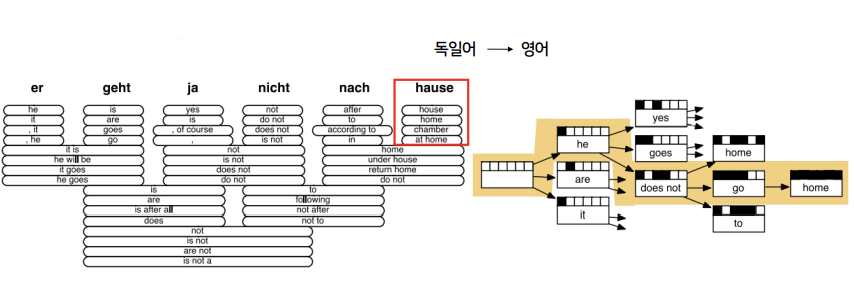 독일어 → 영어
er geht ja nicht nach hause
he is yes not after house
it are is do not to home
, it goes , of course does not according to chamber
, he go , is not in at home
it is not home
he will be is not under house
it goes does not return home
he goes do not do not
is to
are following
is after all not after
does not to
not
is not
are not
is not a
yes
he
goes home
are does not go home
it to